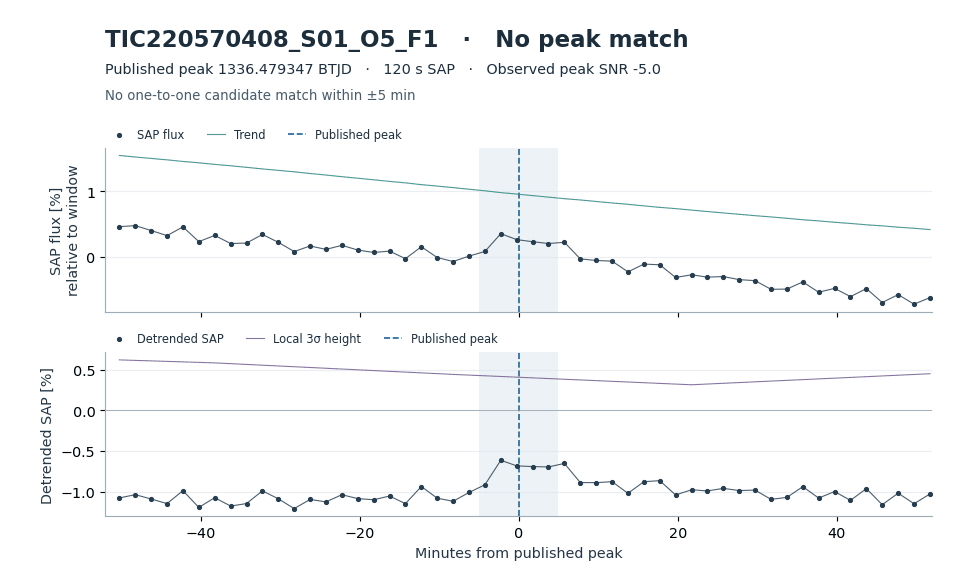 TIC220570408_S01_O5_F1 · No peak match
Published peak 1336.479347 BTJD · 120 s SAP · Observed peak SNR -5.0
No one-to-one candidate match within ±5 min
SAP flux Trend Published peak
SAP flux [%]
relative to window
1
0
Detrended SAP Local 3σ height Published peak
Detrended SAP [%]
0.5
0.0
−0.5
−1.0
−40 −20 0 20 40
Minutes from published peak